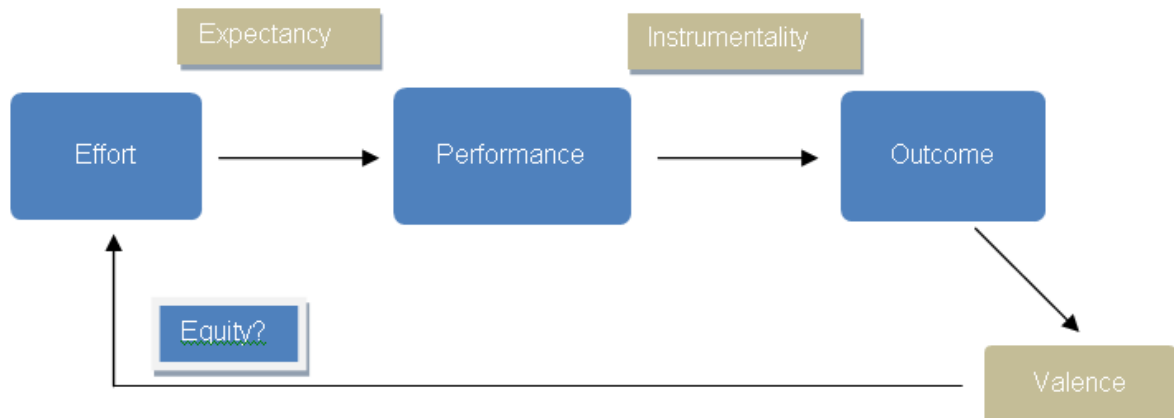 Expectancy
Instrumentality
Effort
Performance
Outcome
Equity?
Valence